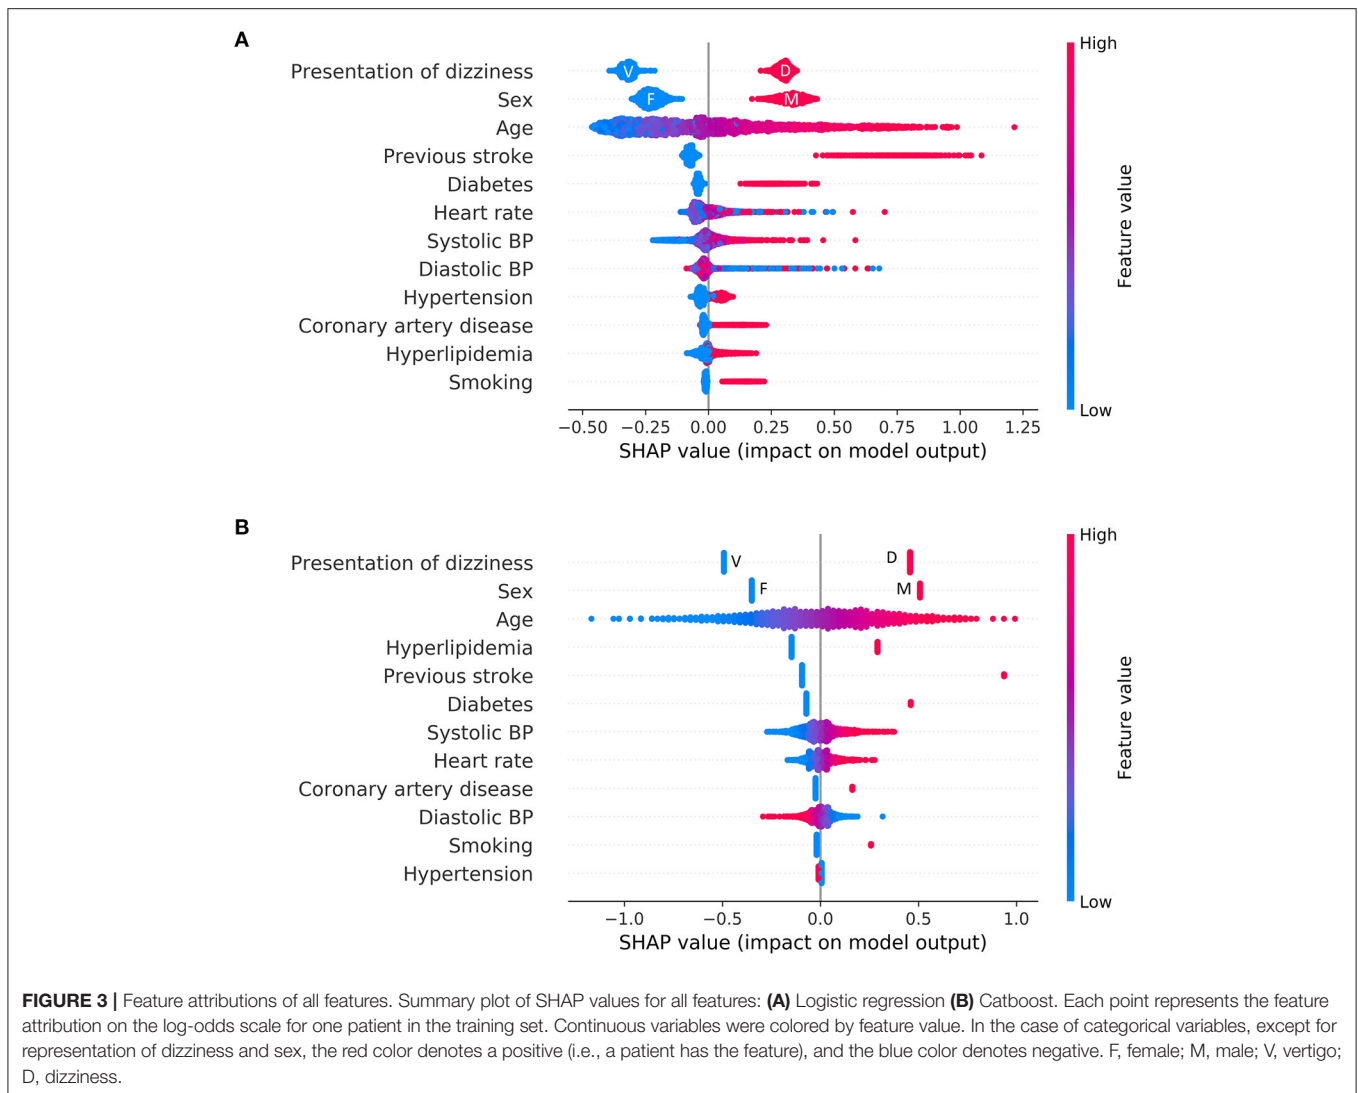 A
Presentation of dizziness
V
D
Sex
F
M
Age
Previous stroke
Diabetes
Heart rate
Systolic BP
Diastolic BP
Hypertension
Coronary artery disease
Hyperlipidemia
Smoking
−0.50 −0.25 0.00 0.25 0.50 0.75 1.00 1.25
SHAP value (impact on model output)
High
Feature value
Low
B
Presentation of dizziness
V
D
Sex
F
M
Age
Hyperlipidemia
Previous stroke
Diabetes
Systolic BP
Heart rate
Coronary artery disease
Diastolic BP
Smoking
Hypertension
−1.0 −0.5 0.0 0.5 1.0
SHAP value (impact on model output)
High
Feature value
Low
FIGURE 3 | Feature attributions of all features. Summary plot of SHAP values for all features: (A) Logistic regression (B) Catboost. Each point represents the feature
attribution on the log-odds scale for one patient in the training set. Continuous variables were colored by feature value. In the case of categorical variables, except for
representation of dizziness and sex, the red color denotes a positive (i.e., a patient has the feature), and the blue color denotes negative. F, female; M, male; V, vertigo;
D, dizziness.